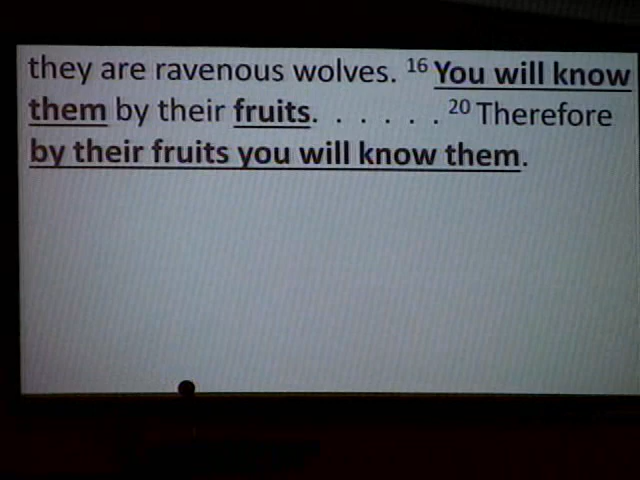 they are ravenous wolves. 16 You will know
them by their fruits. . . . . . . 20 Therefore
by their fruits you will know them.